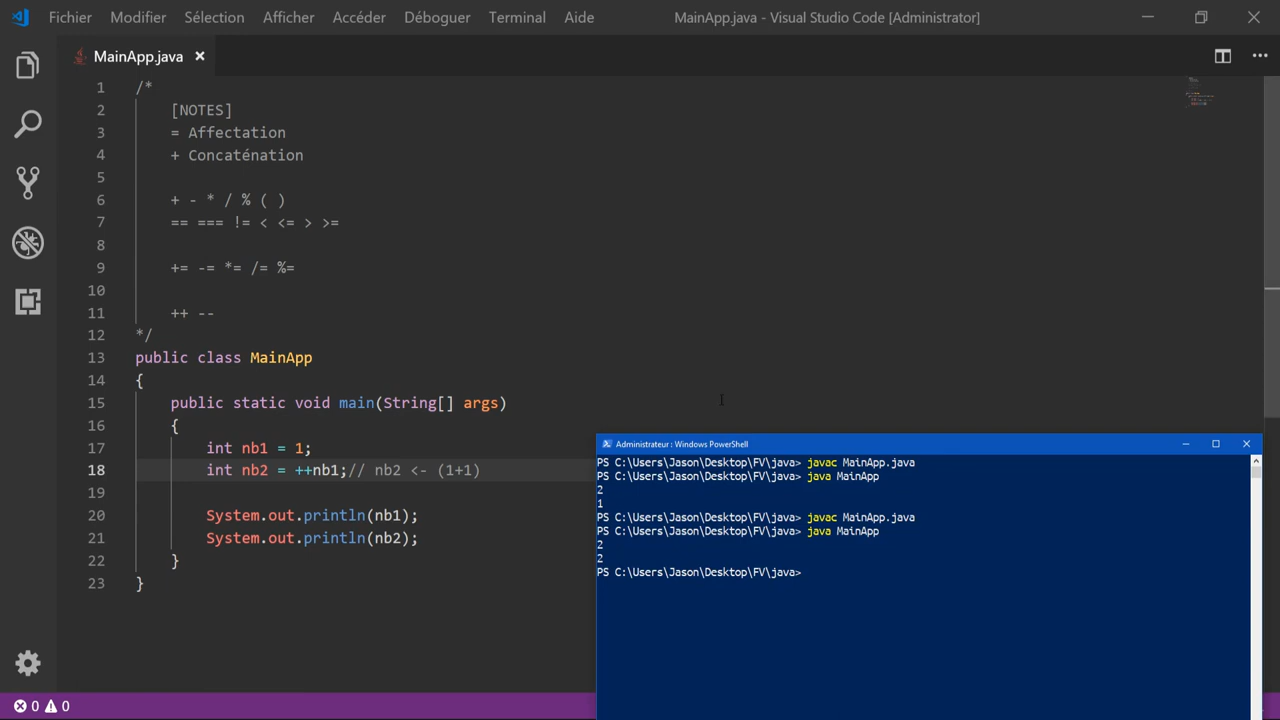 Fichier Modifier Sélection Afficher Accéder Déboguer Terminal Aide MainApp.java - Visual Studio Code [Administrator]
MainApp.java
1 /*
2 [NOTES]
3 = Affectation
4 + Concaténation
5
6 + - * / % ( )
7 == === != < <= > >=
8
9 += -= *= /= %=
10
11 ++ --
12 */
13 public class MainApp
14 {
15 public static void main(String[] args)
16 {
17 int nb1 = 1;
18 int nb2 = ++nb1;// nb2 <- (1+1)
19
20 System.out.println(nb1);
21 System.out.println(nb2);
22 }
23 }
Administrateur : Windows PowerShell
PS C:\Users\Jason\Desktop\FV\java> javac MainApp.java
PS C:\Users\Jason\Desktop\FV\java> java MainApp
2
1
PS C:\Users\Jason\Desktop\FV\java> javac MainApp.java
PS C:\Users\Jason\Desktop\FV\java> java MainApp
2
2
PS C:\Users\Jason\Desktop\FV\java>
0 0